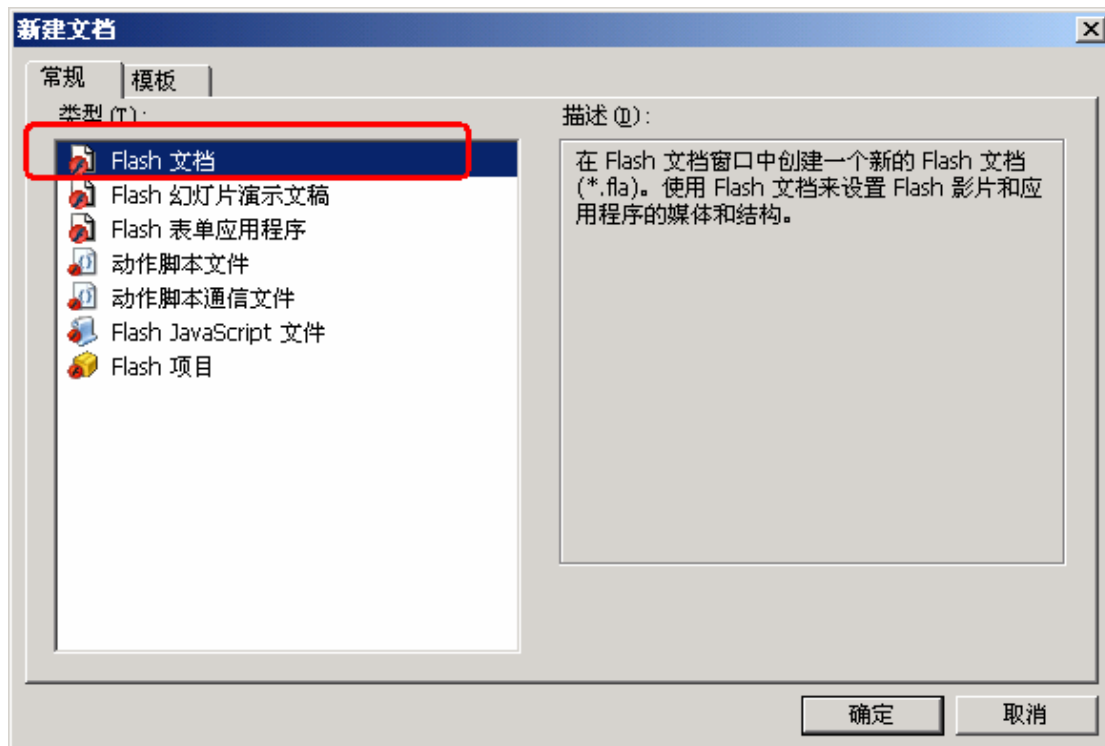 新建文档
常规
模板
类型(T):
描述(D):
Flash 文档
Flash 幻灯片演示文稿
Flash 表单应用程序
动作脚本文件
动作脚本通信文件
Flash JavaScript 文件
Flash 项目
在 Flash 文档窗口中创建一个新的 Flash 文档
(*.fla)。使用 Flash 文档来设置 Flash 影片和应
用程序的媒体和结构。
确定
取消